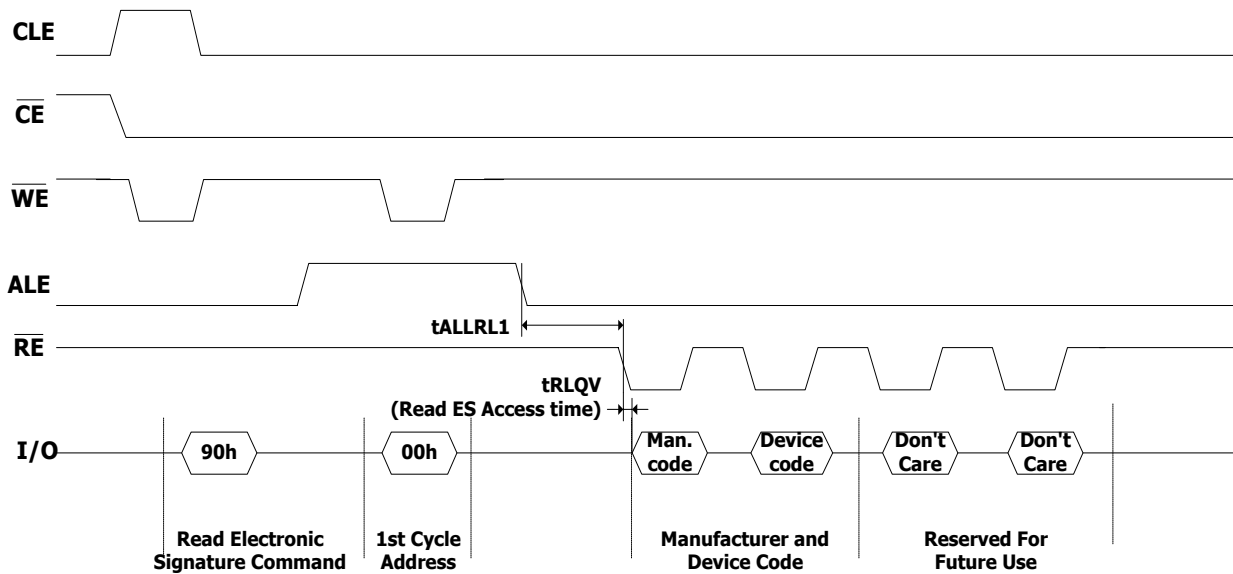 CLE
CE
WE
ALE
tALLRL1
RE
tRLQV
(Read ES Access time)
I/O
90h
00h
Man.
code
Device
code
Don't
Care
Don't
Care
Read Electronic
Signature Command
1st Cycle
Address
Manufacturer and
Device Code
Reserved For
Future Use